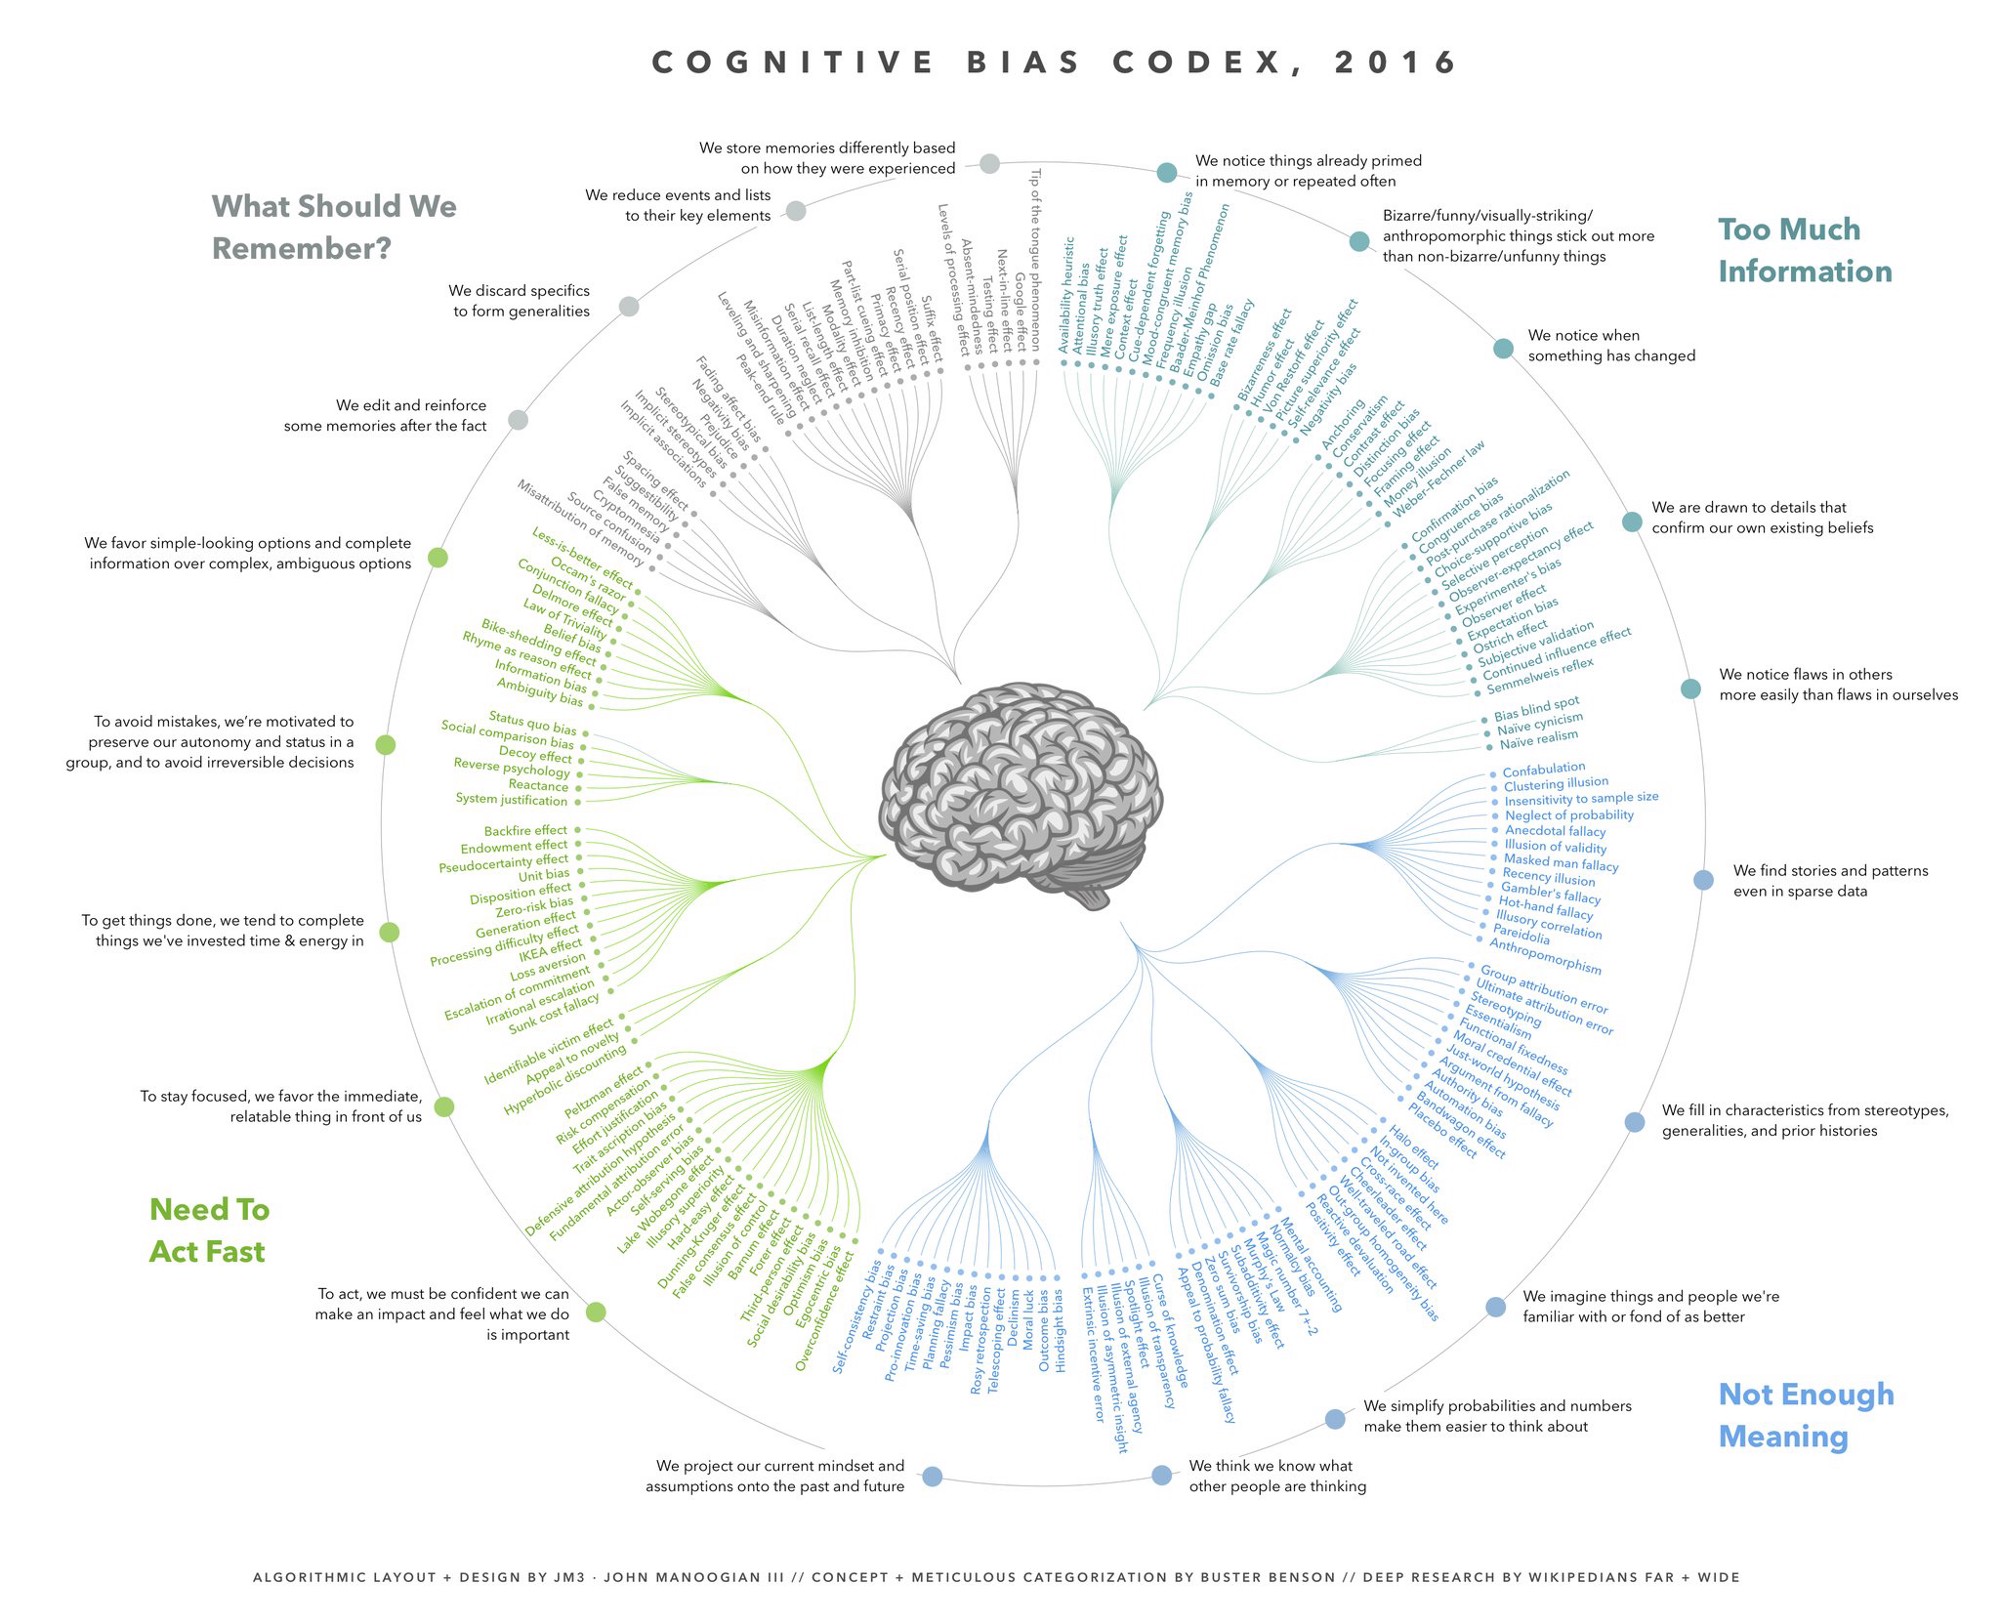 COGNITIVE BIAS CODEX, 2016
What Should We
Remember?
We store memories differently based
on how they were experienced
We reduce events and lists
to their key elements
We discard specifics
to form generalities
We edit and reinforce
some memories after the fact
Tip of the tongue phenomenon
Google effect
Next-in-line effect
Testing effect
Absent-mindedness
Levels of processing effect
Suffix effect
Serial position effect
Recency effect
Primacy effect
Part-list cueing effect
Memory inhibition
Modality effect
List-length effect
Serial recall effect
Duration neglect
Misinformation effect
Leveling and sharpening
Peak-end rule
Fading affect bias
Negativity bias
Prejudice
Stereotypical bias
Implicit stereotypes
Implicit associations
Spacing effect
Suggestibility
False memory
Cryptomnesia
Source confusion
Misattribution of memory
Too Much
Information
We notice things already primed
in memory or repeated often
Bizarre/funny/visually-striking/
anthropomorphic things stick out more
than non-bizarre/unfunny things
We notice when
something has changed
We are drawn to details that
confirm our own existing beliefs
We notice flaws in others
more easily than flaws in ourselves
Availability heuristic
Attentional bias
Illusory truth effect
Mere exposure effect
Context effect
Cue-dependent forgetting
Mood-congruent memory bias
Frequency illusion
Baader-Meinhof Phenomenon
Empathy gap
Omission bias
Base rate fallacy
Bizarreness effect
Humor effect
Von Restorff effect
Picture superiority effect
Self-relevance effect
Negativity bias
Anchoring
Conservatism
Contrast effect
Distinction bias
Focusing effect
Framing effect
Money illusion
Weber-Fechner law
Confirmation bias
Congruence bias
Post-purchase rationalization
Choice-supportive bias
Selective perception
Observer-expectancy effect
Experimenter's bias
Observer effect
Expectation bias
Ostrich effect
Subjective validation
Continued influence effect
Semmelweis reflex
Bias blind spot
Naïve cynicism
Naïve realism
We find stories and patterns
even in sparse data
We fill in characteristics from stereotypes,
generalities, and prior histories
We imagine things and people we're
familiar with or fond of as better
We simplify probabilities and numbers
make them easier to think about
We think we know what
other people are thinking
We project our current mindset and
assumptions onto the past and future
Not Enough
Meaning
Confabulation
Clustering illusion
Insensitivity to sample size
Neglect of probability
Anecdotal fallacy
Illusion of validity
Masked man fallacy
Recency illusion
Gambler's fallacy
Hot-hand fallacy
Illusory correlation
Pareidolia
Anthropomorphism
Group attribution error
Ultimate attribution error
Stereotyping
Essentialism
Functional fixedness
Moral credential effect
Just-world hypothesis
Argument from fallacy
Authority bias
Automation bias
Bandwagon effect
Placebo effect
Halo effect
In-group bias
Not invented here
Cross-race effect
Cheerleader effect
Well-traveled road effect
Out-group homogeneity bias
Reactive devaluation
Positivity effect
Mental accounting
Normalcy bias
Magic number 7+-2
Murphy's Law
Subadditivity effect
Survivorship bias
Zero sum bias
Denomination effect
Appeal to probability fallacy
Curse of knowledge
Illusion of transparency
Spotlight effect
Illusion of external agency
Illusion of asymmetric insight
Extrinsic incentive error
Hindsight bias
Outcome bias
Moral luck
Declinism
Telescoping effect
Rosy retrospection
Impact bias
Pessimism bias
Planning fallacy
Time-saving bias
Pro-innovation bias
Projection bias
Restraint bias
Self-consistency bias
We favor simple-looking options and complete
information over complex, ambiguous options
To avoid mistakes, we’re motivated to
preserve our autonomy and status in a
group, and to avoid irreversible decisions
To get things done, we tend to complete
things we've invested time & energy in
To stay focused, we favor the immediate,
relatable thing in front of us
To act, we must be confident we can
make an impact and feel what we do
is important
Need To
Act Fast
Less-is-better effect
Occam's razor
Conjunction fallacy
Delmore effect
Law of Triviality
Belief bias
Bike-shedding effect
Rhyme as reason effect
Information bias
Ambiguity bias
Status quo bias
Social comparison bias
Decoy effect
Reverse psychology
Reactance
System justification
Backfire effect
Endowment effect
Pseudocertainty effect
Unit bias
Disposition effect
Zero-risk bias
Generation effect
Processing difficulty effect
IKEA effect
Loss aversion
Escalation of commitment
Irrational escalation
Sunk cost fallacy
Identifiable victim effect
Appeal to novelty
Hyperbolic discounting
Peltzman effect
Risk compensation
Effort justification
Trait ascription bias
Defensive attribution hypothesis
Fundamental attribution error
Actor-observer bias
Self-serving bias
Lake Wobegone effect
Illusory superiority
Hard-easy effect
Dunning-Kruger effect
False consensus effect
Illusion of control
Barnum effect
Forer effect
Third-person effect
Social desirability bias
Optimism bias
Egocentric bias
Overconfidence effect
ALGORITHMIC LAYOUT + DESIGN BY JM3 · JOHN MANOOGIAN III // CONCEPT + METICULOUS CATEGORIZATION BY BUSTER BENSON // DEEP RESEARCH BY WIKIPEDIANS FAR + WIDE